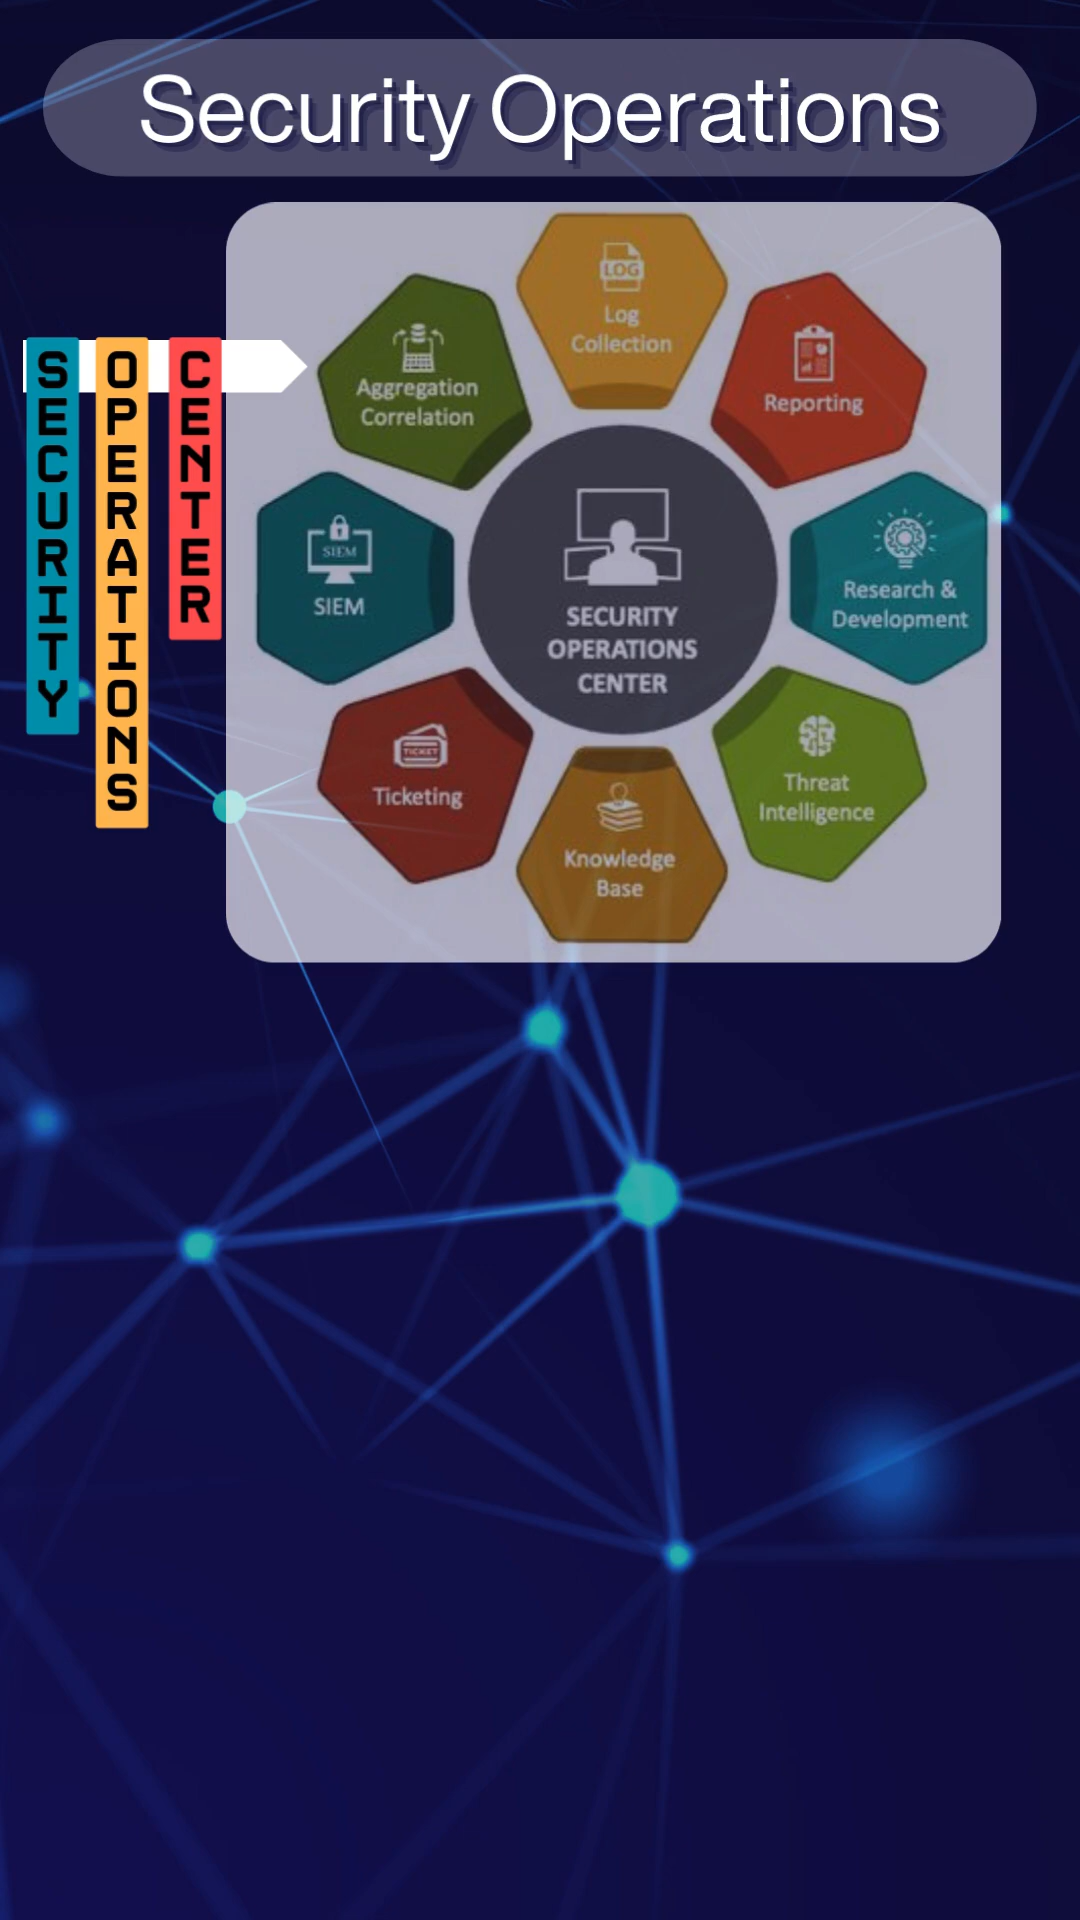 Security Operations
SECURITY
OPERATIONS
CENTER
LOG
Log
Collection
Reporting
Research &
Development
Threat
Intelligence
Knowledge
Base
TICKET
Ticketing
SIEM
SIEM
Aggregation
Correlation
SECURITY
OPERATIONS
CENTER